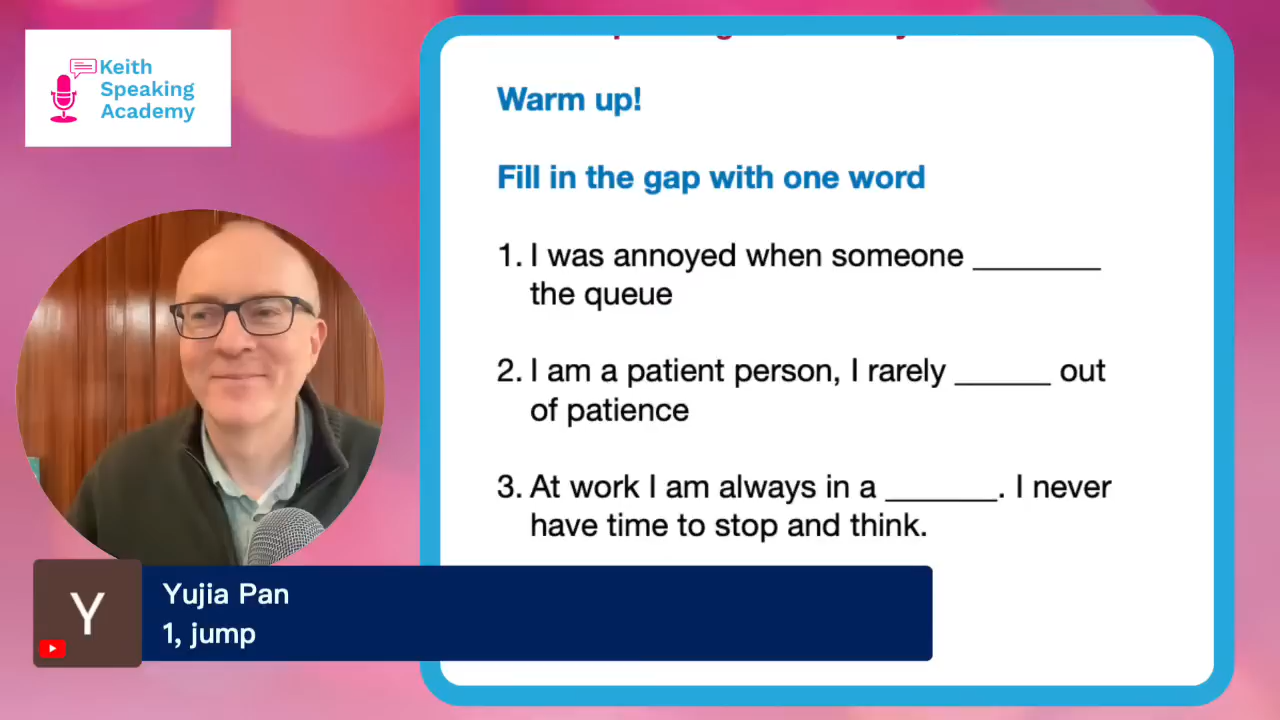 Keith
Speaking
Academy
Warm up!
Fill in the gap with one word
1. I was annoyed when someone ________
the queue
2. I am a patient person, I rarely ______ out
of patience
3. At work I am always in a _______. I never
have time to stop and think.
Y
Yujia Pan
1, jump